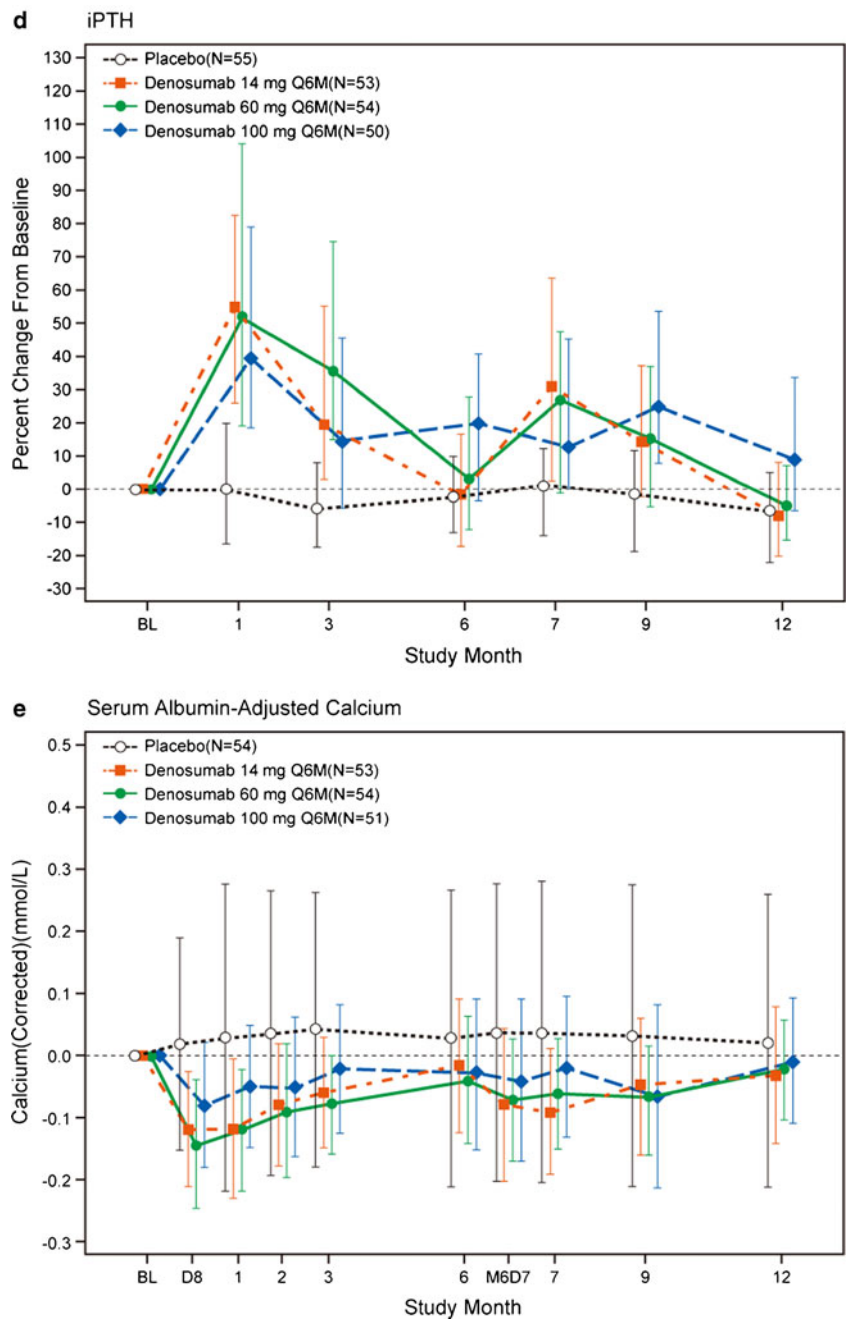 d iPTH
130
120
110
100
90
80
70
60
50
40
30
20
10
0
-10
-20
-30
Percent Change From Baseline
Placebo(N=55)
Denosumab 14 mg Q6M(N=53)
Denosumab 60 mg Q6M(N=54)
Denosumab 100 mg Q6M(N=50)
BL 1 3 6 7 9 12
Study Month
e Serum Albumin-Adjusted Calcium
0.5
0.4
0.3
0.2
0.1
0.0
-0.1
-0.2
-0.3
Calcium(Corrected)(mmol/L)
Placebo(N=54)
Denosumab 14 mg Q6M(N=53)
Denosumab 60 mg Q6M(N=54)
Denosumab 100 mg Q6M(N=51)
BL D8 1 2 3 6 M6D7 7 9 12
Study Month